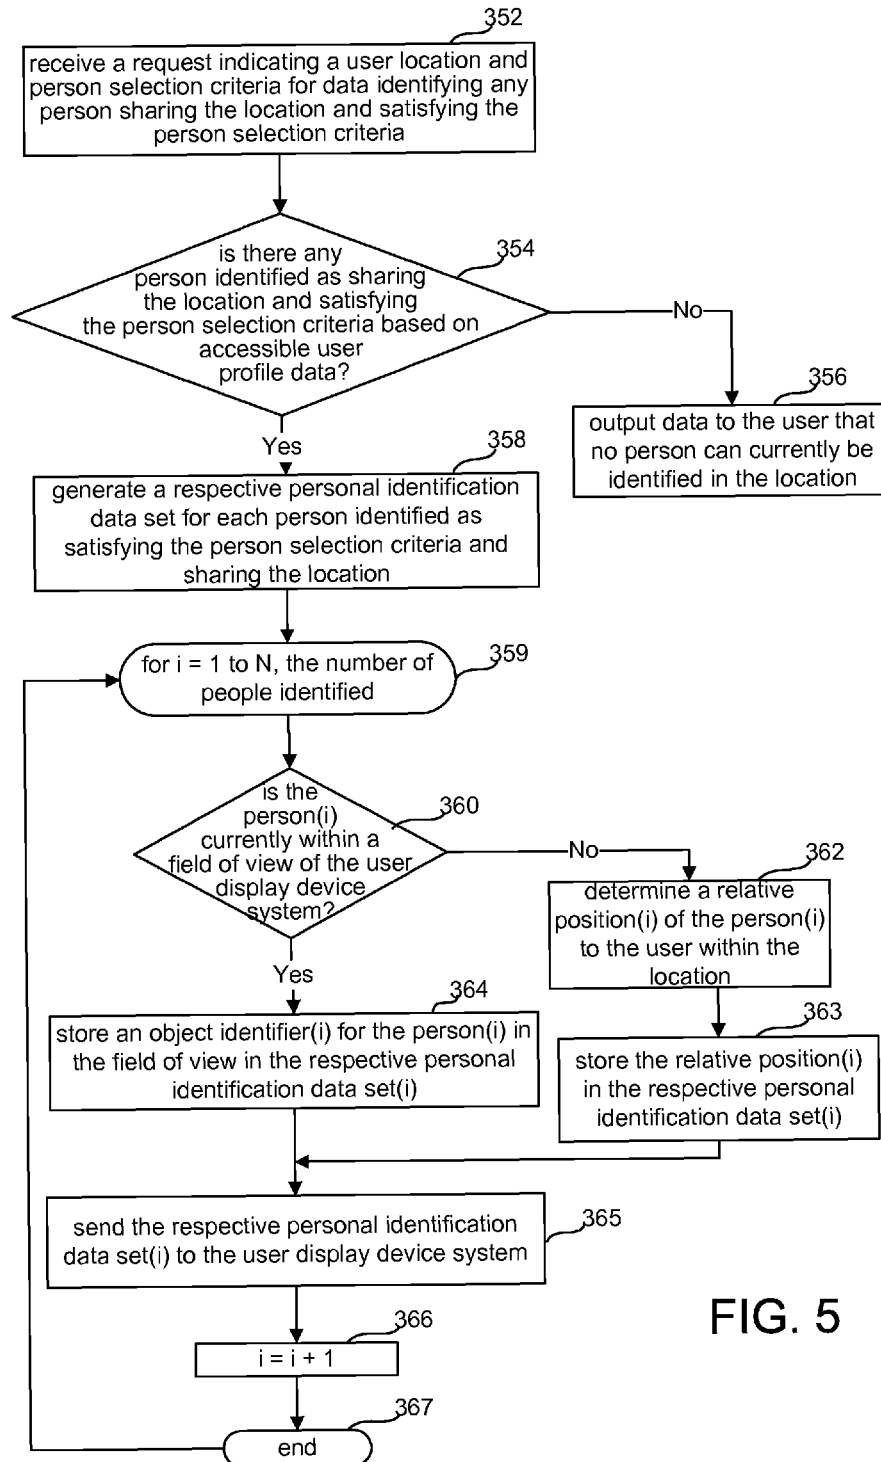 352
receive a request indicating a user location and
person selection criteria for data identifying any
person sharing the location and satisfying the
person selection criteria
354
is there any
person identified as sharing
the location and satisfying
the person selection criteria based on
accessible user
profile data?
No
356
output data to the user that
no person can currently be
identified in the location
Yes
358
generate a respective personal identification
data set for each person identified as
satisfying the person selection criteria and
sharing the location
359
for i = 1 to N, the number of
people identified
360
is the
person(i)
currently within a
field of view of the user
display device
system?
No
362
determine a relative
position(i) of the person(i)
to the user within the
location
Yes
364
store an object identifier(i) for the person(i) in
the field of view in the respective personal
identification data set(i)
363
store the relative position(i)
in the respective personal
identification data set(i)
365
send the respective personal identification
data set(i) to the user display device system
366
i = i + 1
367
end
FIG. 5